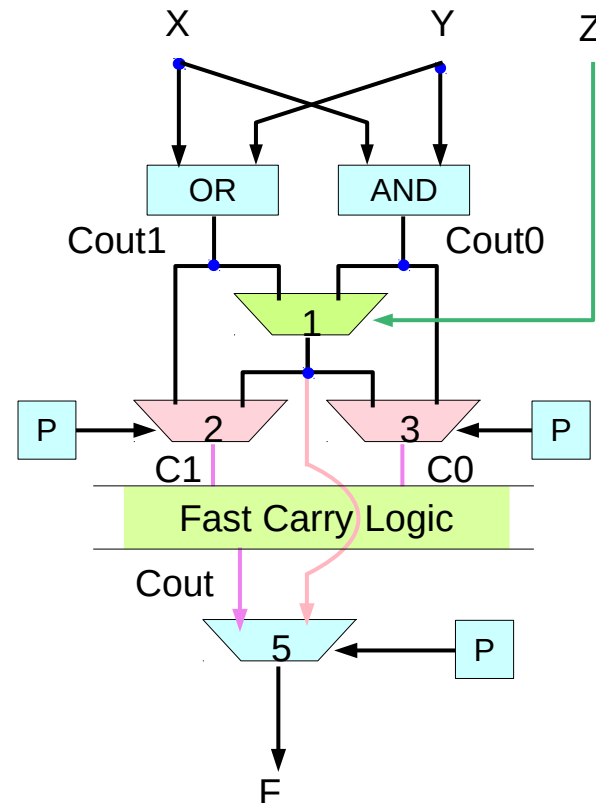 X Y Z
OR AND
Cout1 Cout0
1
P 2 3 P
C1 C0
Fast Carry Logic
Cout
5 P
F